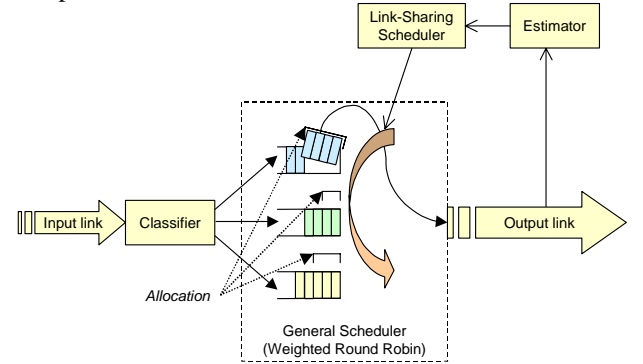 Link-Sharing
Scheduler
Estimator
Input link
Classifier
Output link
Allocation
General Scheduler
(Weighted Round Robin)